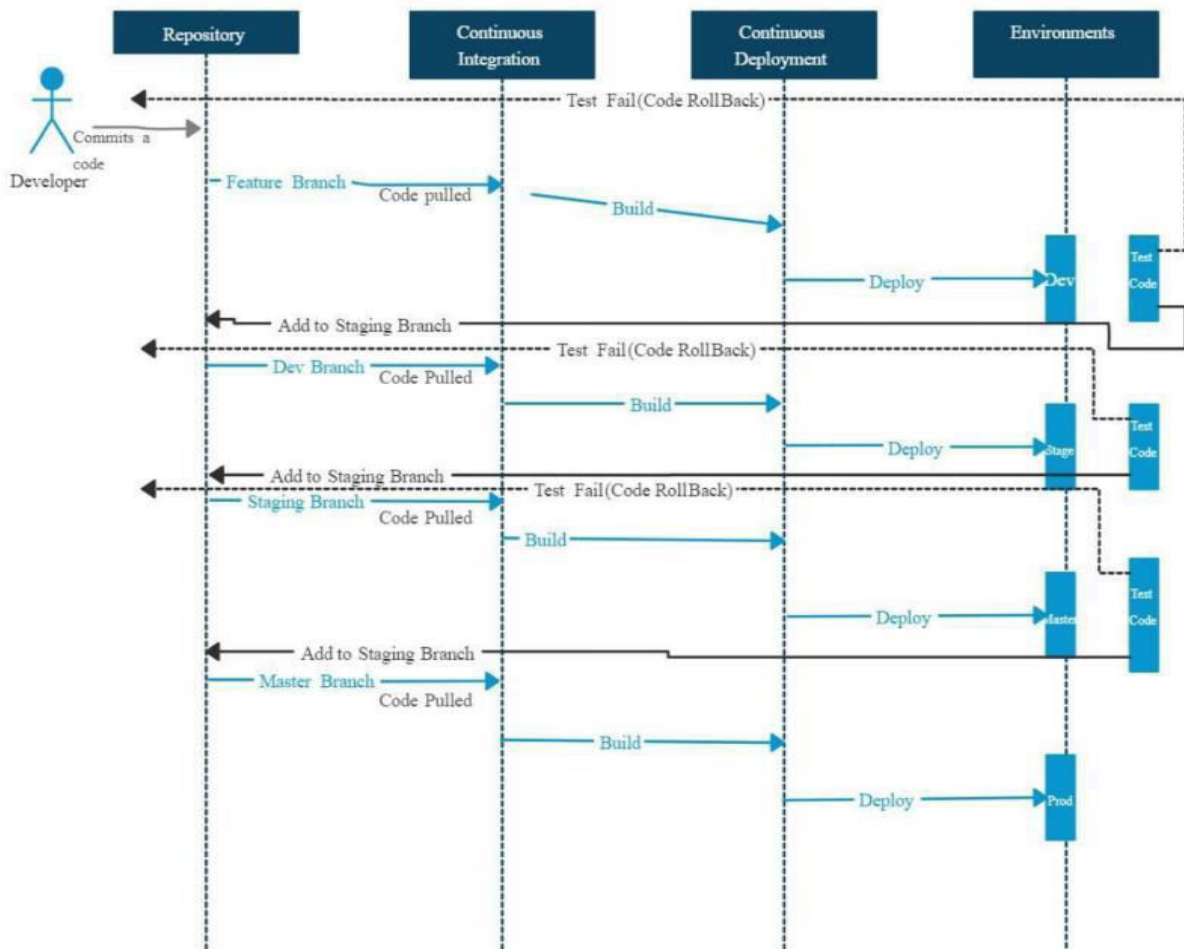 Repository
Continuous
Integration
Continuous
Deployment
Environments
Test Fail(Code RollBack)
Commits a
code
Developer
Feature Branch
Code pulled
Build
Deploy
Dev
Test
Code
Add to Staging Branch
Test Fail(Code RollBack)
Dev Branch
Code Pulled
Build
Deploy
Stage
Test
Code
Add to Staging Branch
Test Fail(Code RollBack)
Staging Branch
Code Pulled
Build
Deploy
Master
Test
Code
Add to Staging Branch
Master Branch
Code Pulled
Build
Deploy
Prod